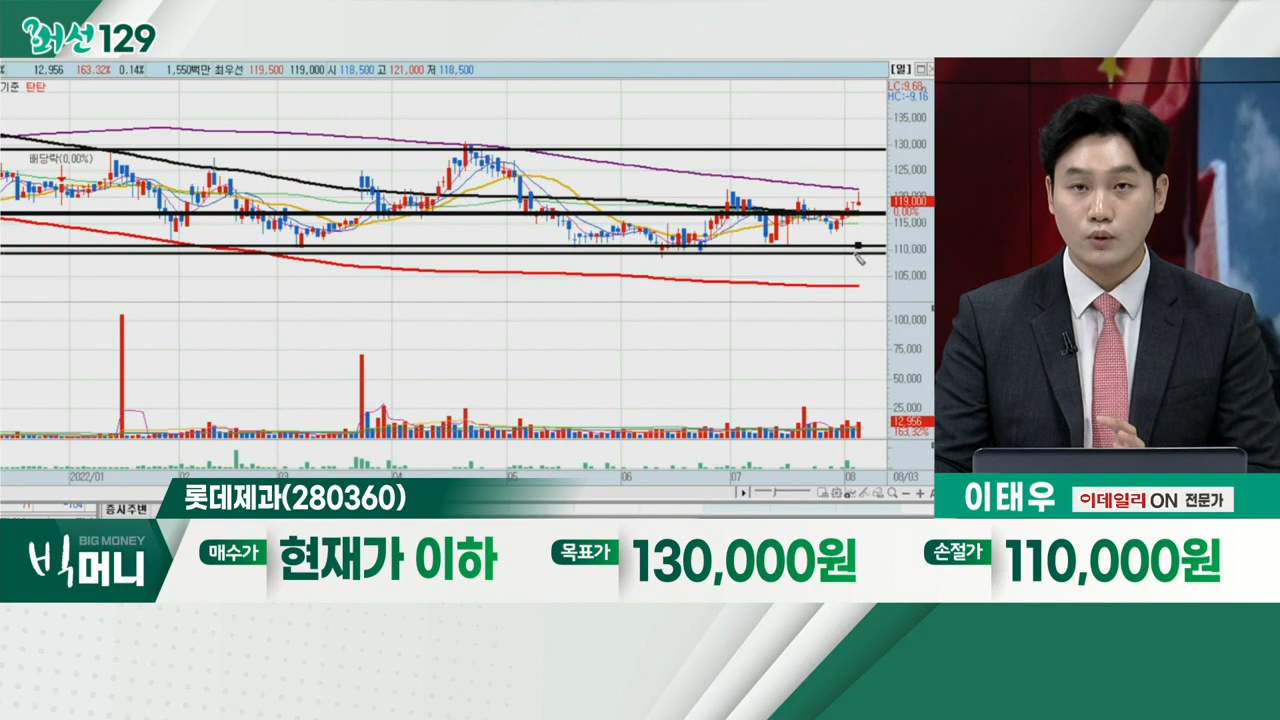 최선129
12,956 163.32% 0.14% 1,550백만 최우선 119,500 119,000 시 118,500 고 121,000 저 118,500
[일]
기준 탄탄
LC:9.68
HC:-9.16
배당락(0,00%)
135,000
130,000
125,000
120,000
119,000
0,00%
115,000
110,000
105,000
100,000
75,000
50,000
25,000
12,956
163,32%
2022/01 02 03 04 05 06 07 08 08/03
증시주변
롯데제과(280360)
이태우 이데일리 ON 전문가
BIG MONEY
빅머니
매수가 현재가 이하 목표가 130,000원 손절가 110,000원